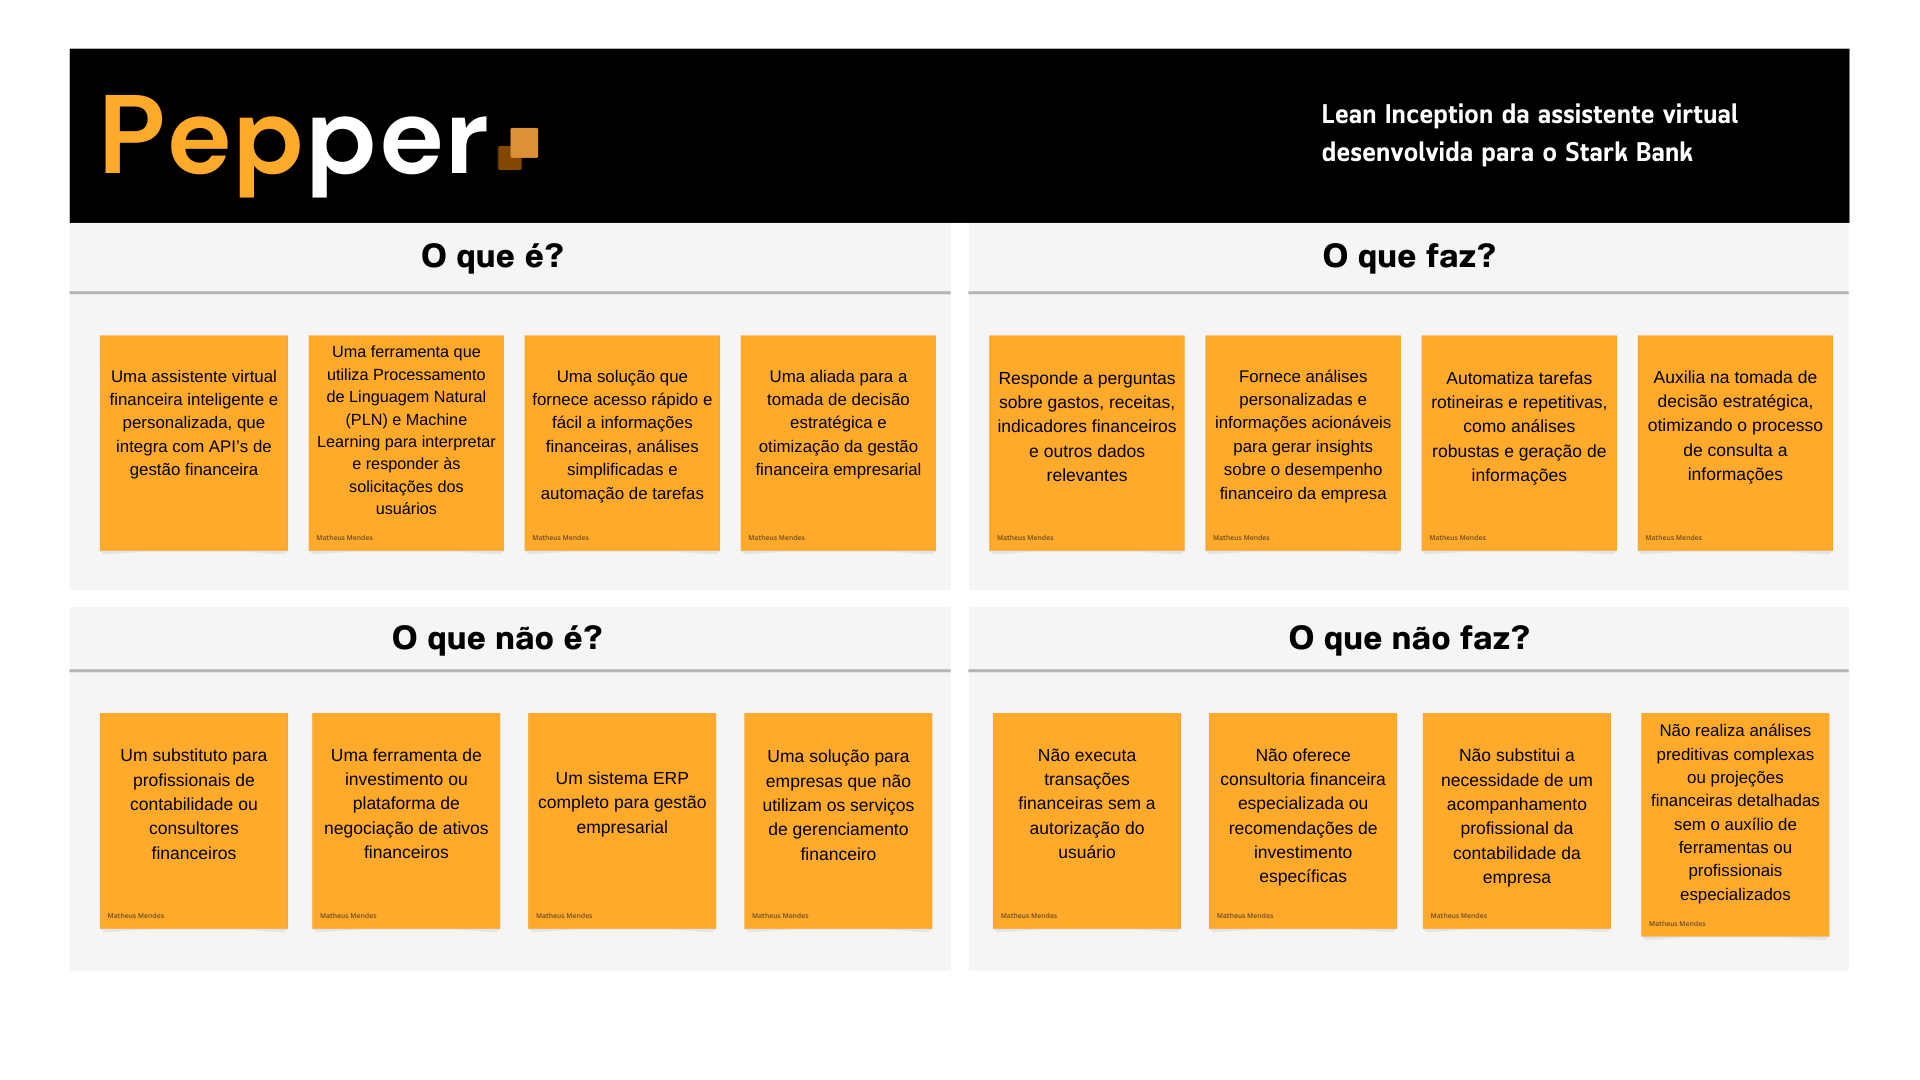 Pepper
Lean Inception da assistente virtual
desenvolvida para o Stark Bank
O que é?
Uma assistente virtual
financeira inteligente e
personalizada, que
integra com API's de
gestão financeira
Uma ferramenta que
utiliza Processamento
de Linguagem Natural
(PLN) e Machine
Learning para interpretar
e responder às
solicitações dos
usuários
Matheus Mendes
Uma solução que
fornece acesso rápido e
fácil a informações
financeiras, análises
simplificadas e
automação de tarefas
Matheus Mendes
Uma aliada para a
tomada de decisão
estratégica e
otimização da gestão
financeira empresarial
Matheus Mendes
O que faz?
Responde a perguntas
sobre gastos, receitas,
indicadores financeiros
e outros dados
relevantes
Matheus Mendes
Fornece análises
personalizadas e
informações acionáveis
para gerar insights
sobre o desempenho
financeiro da empresa
Matheus Mendes
Automatiza tarefas
rotineiras e repetitivas,
como análises
robustas e geração de
informações
Matheus Mendes
Auxilia na tomada de
decisão estratégica,
otimizando o processo
de consulta a
informações
Matheus Mendes
O que não é?
Um substituto para
profissionais de
contabilidade ou
consultores
financeiros
Matheus Mendes
Uma ferramenta de
investimento ou
plataforma de
negociação de ativos
financeiros
Matheus Mendes
Um sistema ERP
completo para gestão
empresarial
Matheus Mendes
Uma solução para
empresas que não
utilizam os serviços
de gerenciamento
financeiro
Matheus Mendes
O que não faz?
Não executa
transações
financeiras sem a
autorização do
usuário
Matheus Mendes
Não oferece
consultoria financeira
especializada ou
recomendações de
investimento
específicas
Matheus Mendes
Não substitui a
necessidade de um
acompanhamento
profissional da
contabilidade da
empresa
Matheus Mendes
Não realiza análises
preditivas complexas
ou projeções
financeiras detalhadas
sem o auxílio de
ferramentas ou
profissionais
especializados
Matheus Mendes